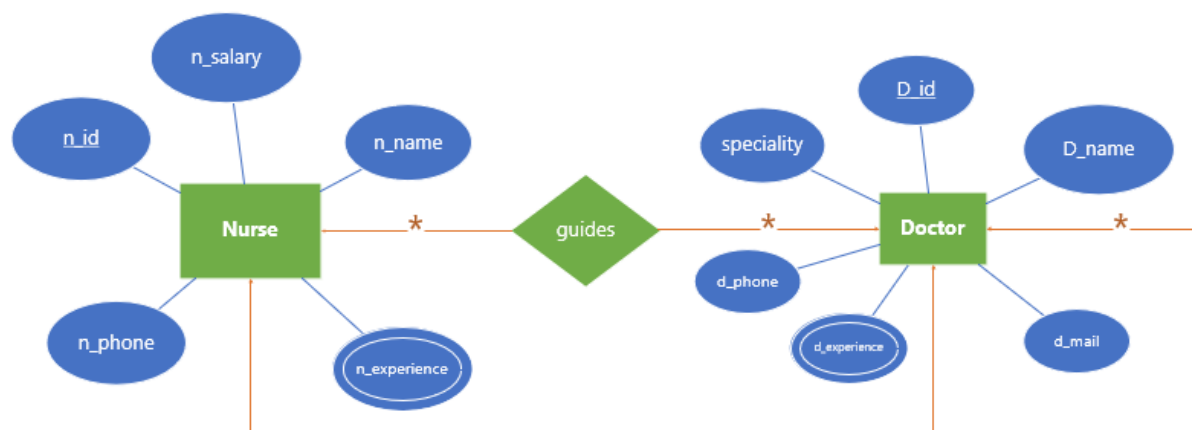 n_salary
D_id
n_id
n_name
speciality
D_name
Nurse
*
guides
*
Doctor
*
d_phone
n_phone
n_experience
d_experience
d_mail